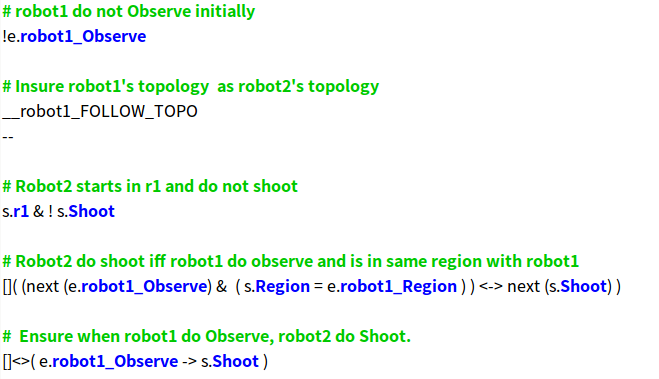 # robot1 do not Observe initially
!e.robot1_Observe
# Insure robot1's topology  as robot2's topology
__robot1_FOLLOW_TOPO
--
# Robot2 starts in r1 and do not shoot
s.r1 & ! s.Shoot
# Robot2 do shoot iff robot1 do observe and is in same region with robot1
[]( (next (e.robot1_Observe) &  ( s.Region = e.robot1_Region ) ) <-> next (s.Shoot) )
#  Ensure when robot1 do Observe, robot2 do Shoot.
[]<>( e.robot1_Observe -> s.Shoot )